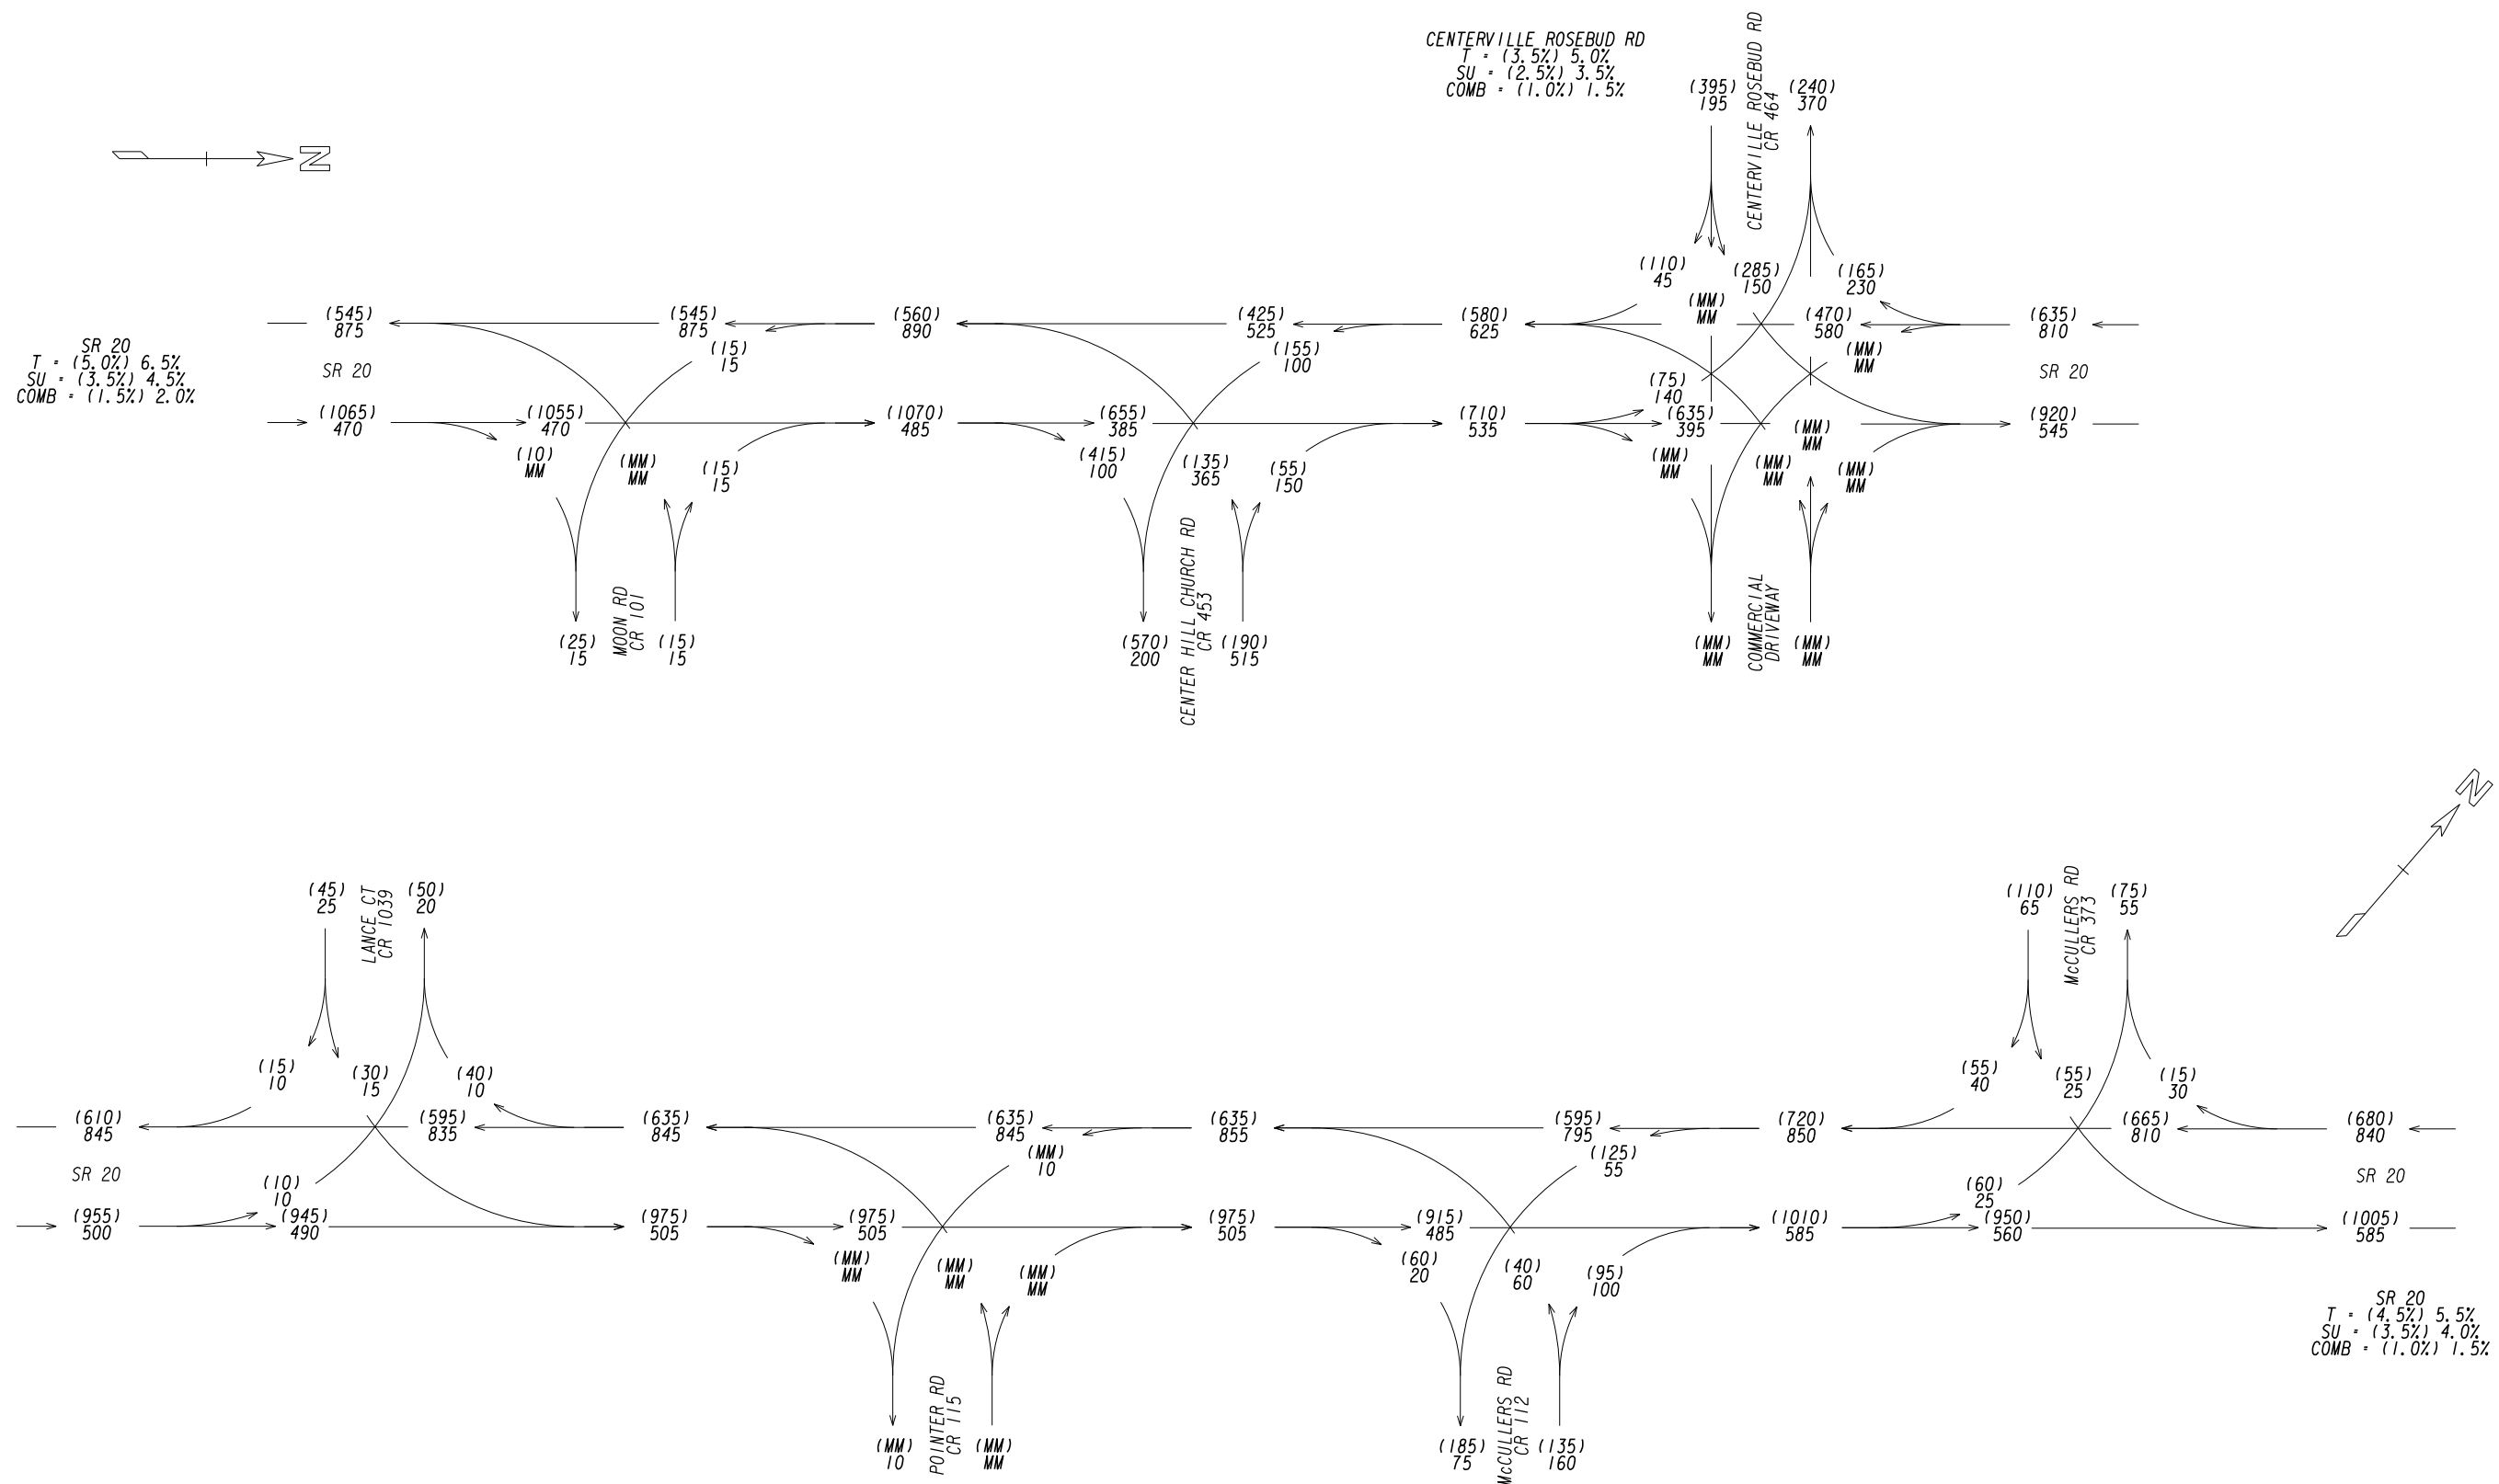 CENTERVILLE ROSEBUD RD
T = (3.5%) 5.0%
SU = (2.5%) 3.5%
COMB = (1.0%) 1.5%
(395)
195
CENTERVILLE ROSEBUD RD
CR 464
(240)
370
N
(110)
45
(285)
150
(165)
230
(MM)
MM
SR 20
T = (5.0%) 6.5%
SU = (3.5%) 4.5%
COMB = (1.5%) 2.0%
(545)
875
(545)
875
(560)
890
(425)
525
(580)
625
(470)
580
(635)
810
(15)
15
(155)
100
(MM)
MM
SR 20
SR 20
(75)
140
(1065)
470
(1055)
470
(1070)
485
(655)
385
(710)
535
(635)
395
(MM)
MM
(920)
545
(10)
MM
(MM)
MM
(15)
15
(415)
100
(135)
365
(55)
150
(MM)
MM
(MM)
MM
(MM)
MM
(25)
15
MOON RD
CR 101
(15)
15
(570)
200
CENTER HILL CHURCH RD
CR 453
(190)
515
(MM)
MM
COMMERCIAL
DRIVEWAY
(MM)
MM
N
(45)
25
LANCE CT
CR 1039
(50)
20
(110)
65
McCULLERS RD
CR 373
(75)
55
(15)
10
(30)
15
(40)
10
(55)
40
(55)
25
(15)
30
(610)
845
(595)
835
(635)
845
(635)
845
(635)
855
(595)
795
(720)
850
(665)
810
(680)
840
(MM)
10
(125)
55
SR 20
SR 20
(10)
10
(60)
25
(955)
500
(945)
490
(975)
505
(975)
505
(975)
505
(915)
485
(1010)
585
(950)
560
(1005)
585
(MM)
MM
(MM)
MM
(MM)
MM
(60)
20
(40)
60
(95)
100
SR 20
T = (4.5%) 5.5%
SU = (3.5%) 4.0%
COMB = (1.0%) 1.5%
(MM)
10
POINTER RD
CR 115
(MM)
MM
(185)
75
McCULLERS RD
CR 112
(135)
160